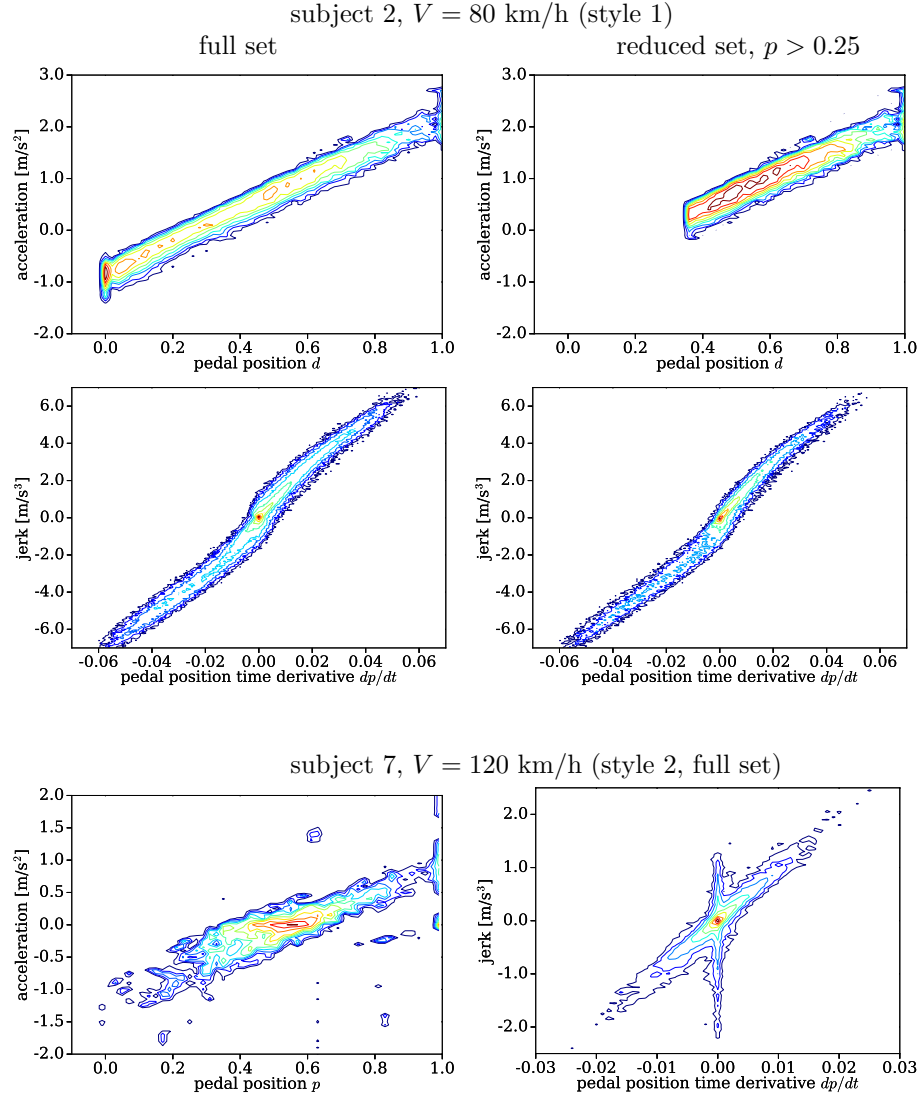 subject 2, V = 80 km/h (style 1)
full set
reduced set, p > 0.25
3.0
2.0
1.0
0.0
-1.0
-2.0
acceleration [m/s²]
0.0 0.2 0.4 0.6 0.8 1.0
pedal position d
3.0
2.0
1.0
0.0
-1.0
-2.0
acceleration [m/s²]
0.0 0.2 0.4 0.6 0.8 1.0
pedal position d
6.0
4.0
2.0
0.0
-2.0
-4.0
-6.0
jerk [m/s³]
-0.06 -0.04 -0.02 0.00 0.02 0.04 0.06
pedal position time derivative dp/dt
6.0
4.0
2.0
0.0
-2.0
-4.0
-6.0
jerk [m/s³]
-0.06 -0.04 -0.02 0.00 0.02 0.04 0.06
pedal position time derivative dp/dt
subject 7, V = 120 km/h (style 2, full set)
2.0
1.5
1.0
0.5
0.0
-0.5
-1.0
-1.5
-2.0
acceleration [m/s²]
0.0 0.2 0.4 0.6 0.8 1.0
pedal position p
2.0
1.0
0.0
-1.0
-2.0
jerk [m/s³]
-0.03 -0.02 -0.01 0.00 0.01 0.02 0.03
pedal position time derivative dp/dt